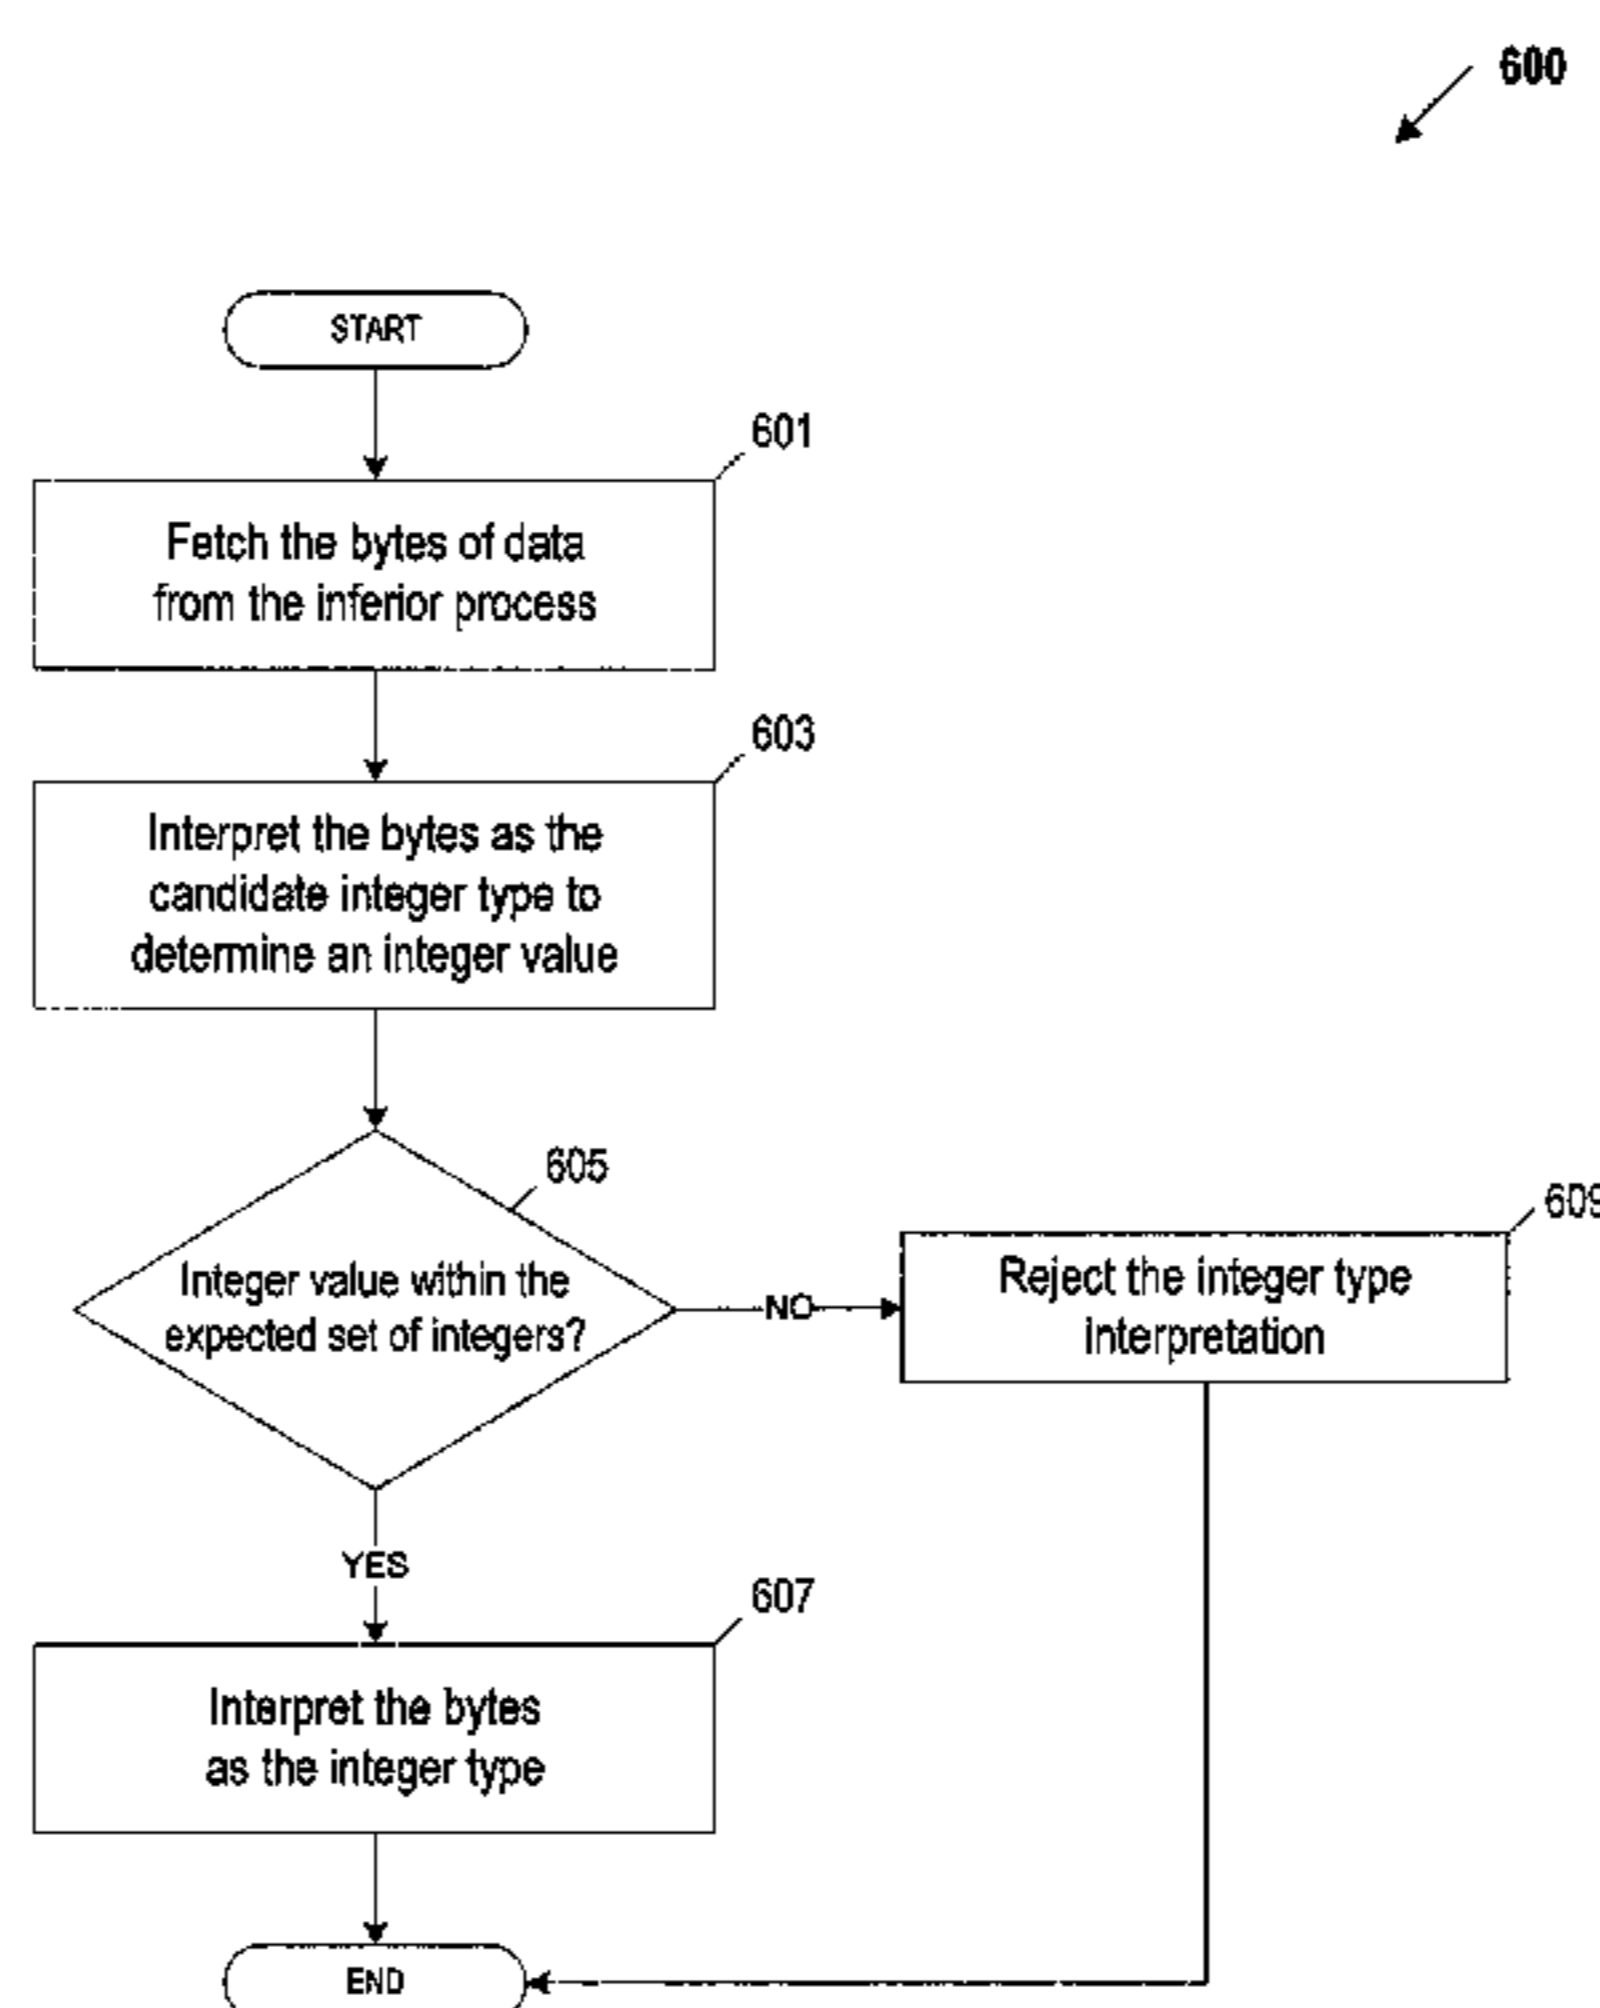 600
START
601
Fetch the bytes of data
from the inferior process
603
Interpret the bytes as the
candidate integer type to
determine an integer value
605
Integer value within the
expected set of integers?
NO
609
Reject the integer type
interpretation
YES
607
Interpret the bytes
as the integer type
END